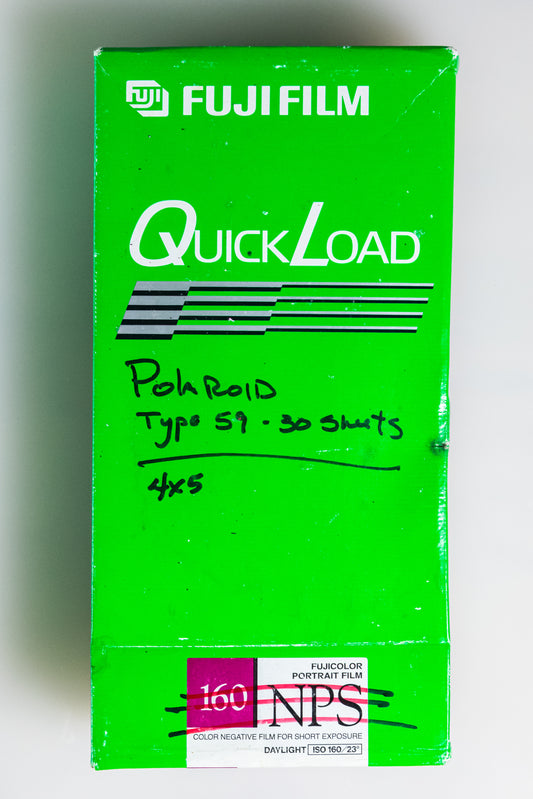 FUJI FUJIFILM
QUICKLOAD
POLAROID
Type 59 - 30 Sheets
4x5
FUJICOLOR
PORTRAIT FILM
160 NPS
COLOR NEGATIVE FILM FOR SHORT EXPOSURE
DAYLIGHT ISO 160/23°